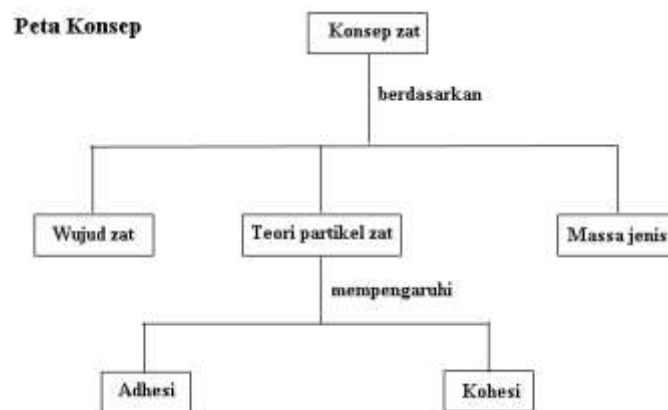 Peta Konsep
Konsep zat
berdasarkan
Wujud zat
Teori partikel zat
Massa jenis
mempengaruhi
Adhesi
Kohesi